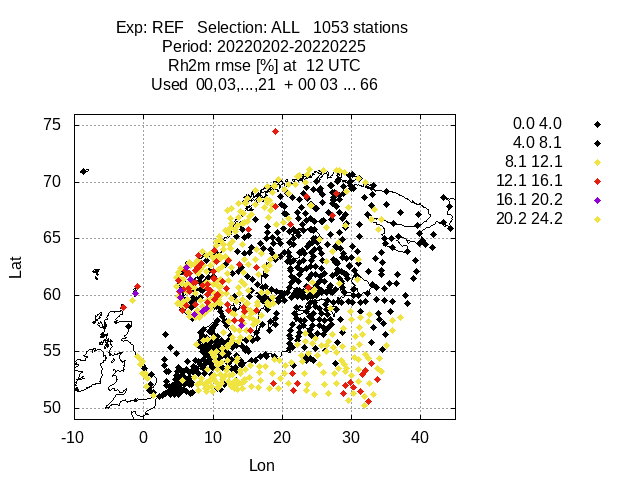 Exp: REF Selection: ALL 1053 stations
Period: 20220202-20220225
Rh2m rmse [%] at 12 UTC
Used 00,03,...,21 + 00 03 ... 66
0.0 4.0
4.0 8.1
8.1 12.1
12.1 16.1
16.1 20.2
20.2 24.2
75
70
65
60
55
50
Lat
-10 0 10 20 30 40
Lon